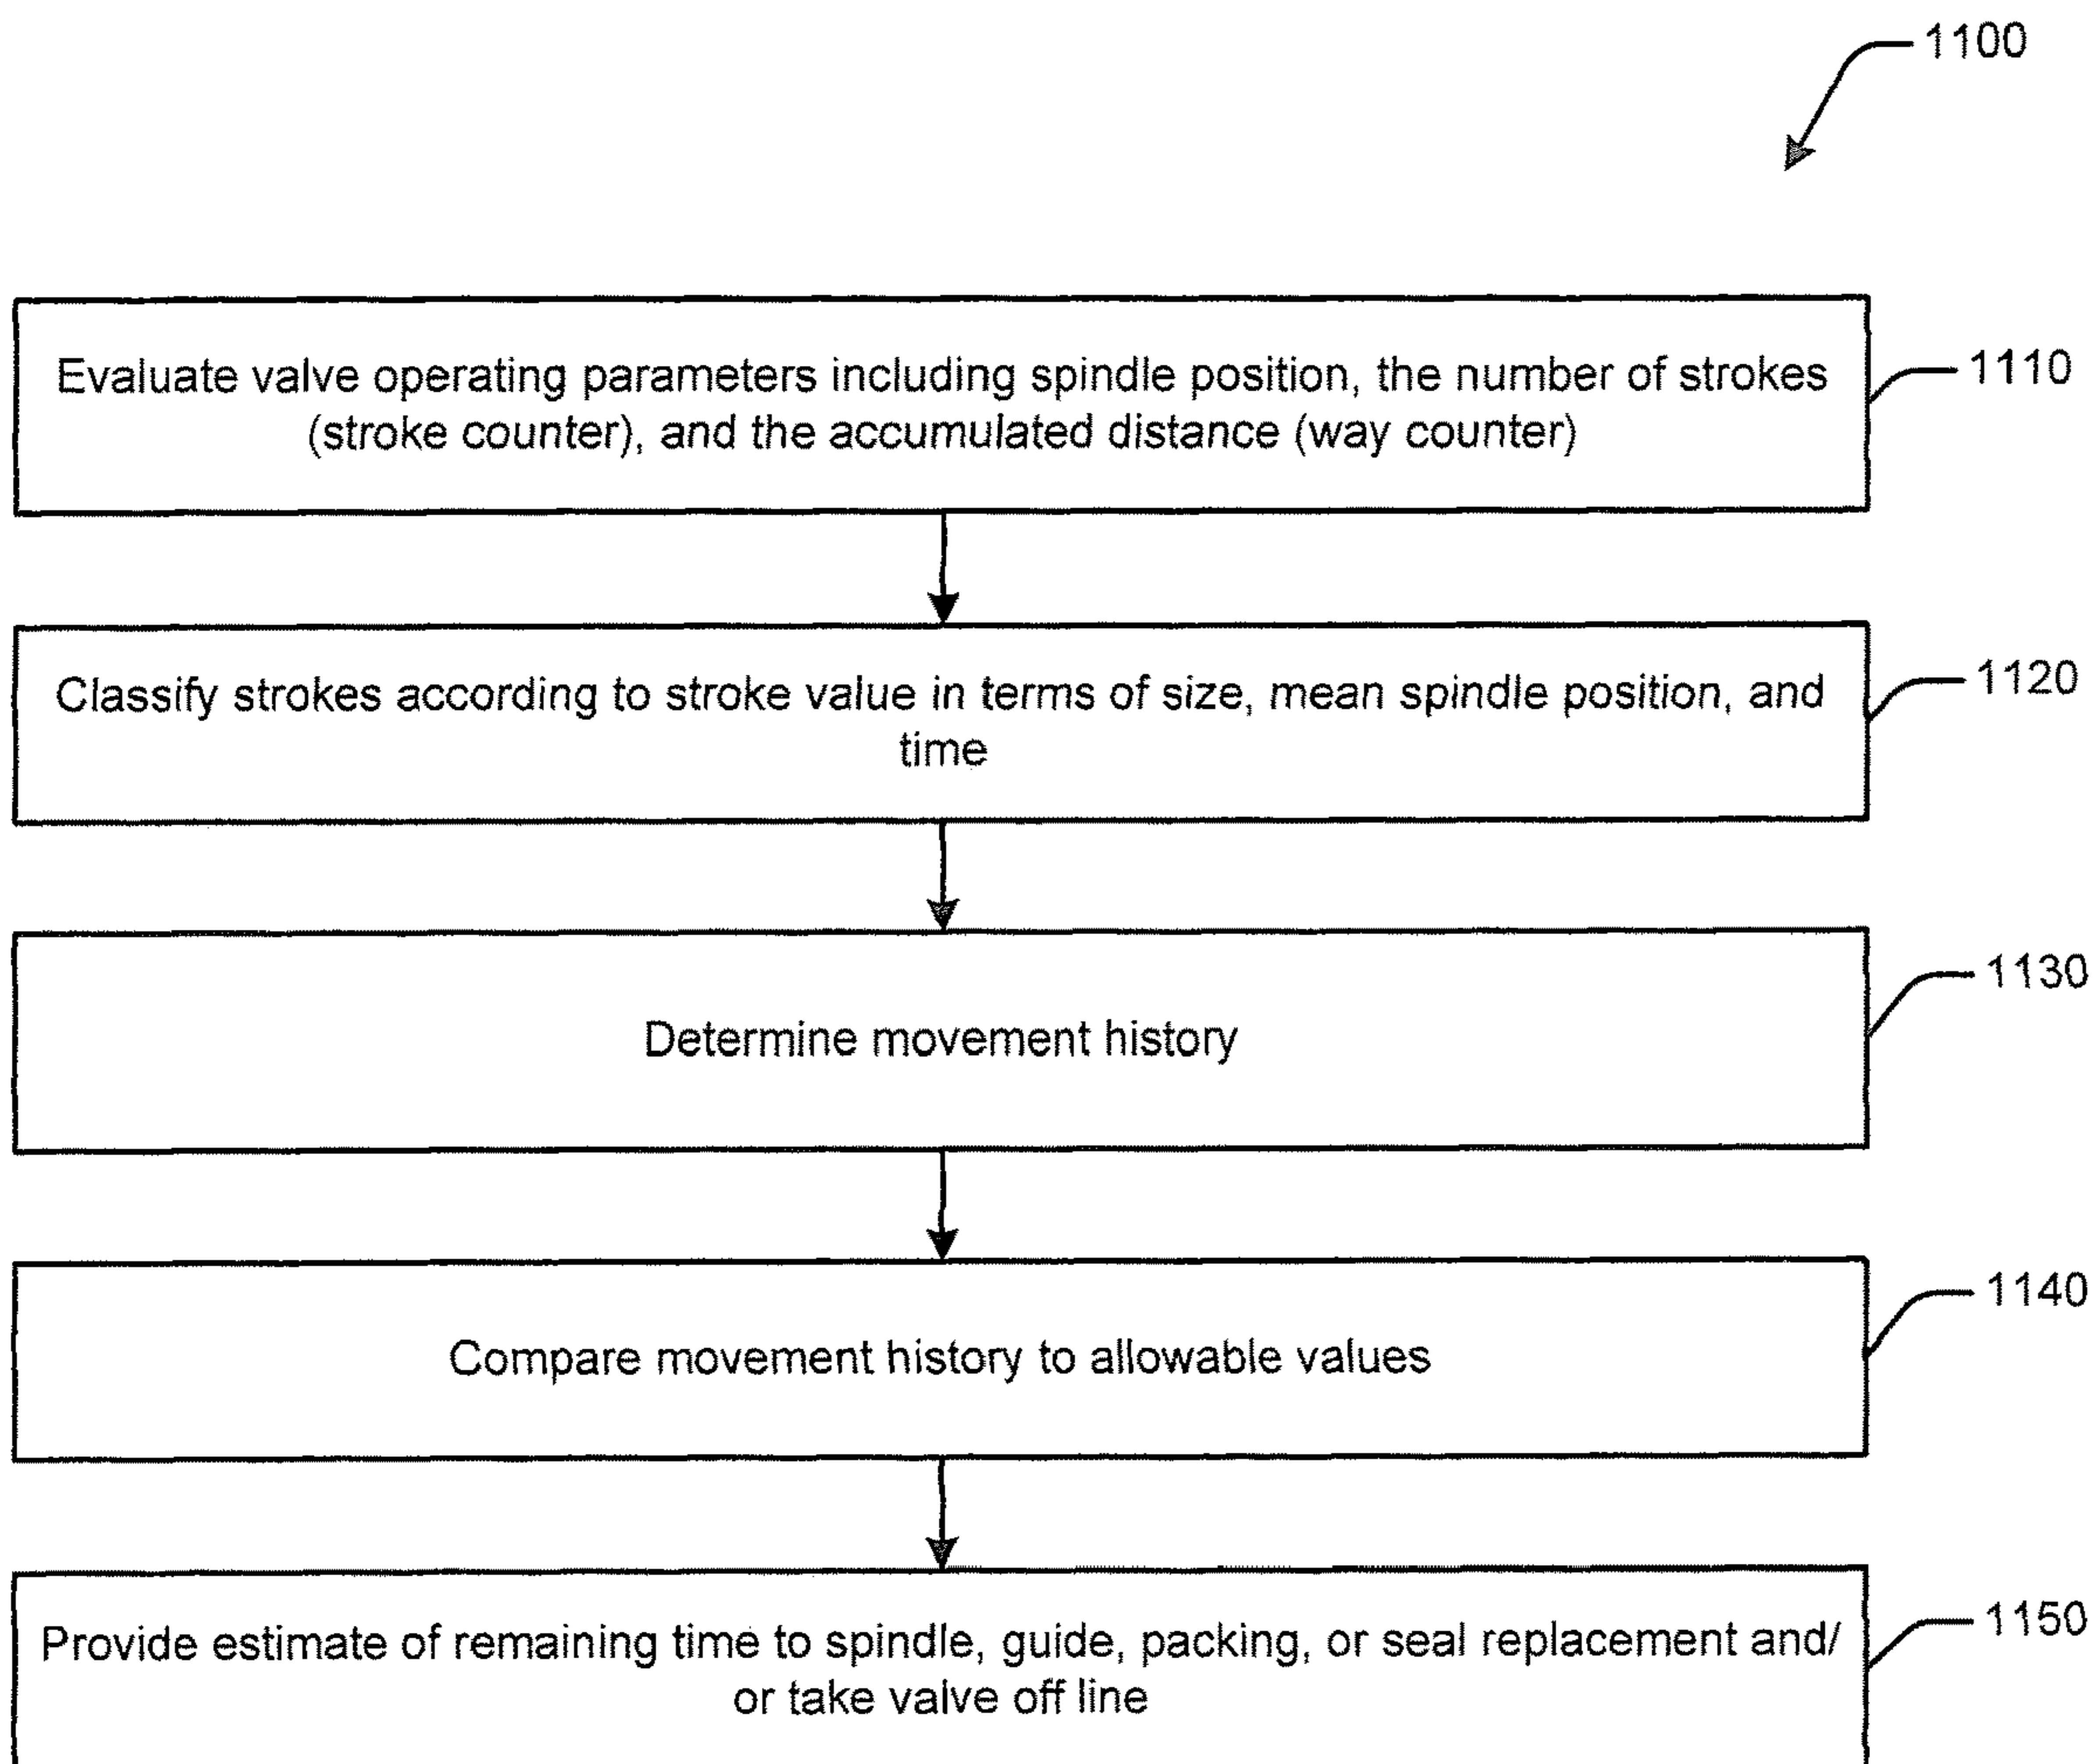 1100
Evaluate valve operating parameters including spindle position, the number of strokes
(stroke counter), and the accumulated distance (way counter)
1110
Classify strokes according to stroke value in terms of size, mean spindle position, and
time
1120
Determine movement history
1130
Compare movement history to allowable values
1140
Provide estimate of remaining time to spindle, guide, packing, or seal replacement and/
or take valve off line
1150